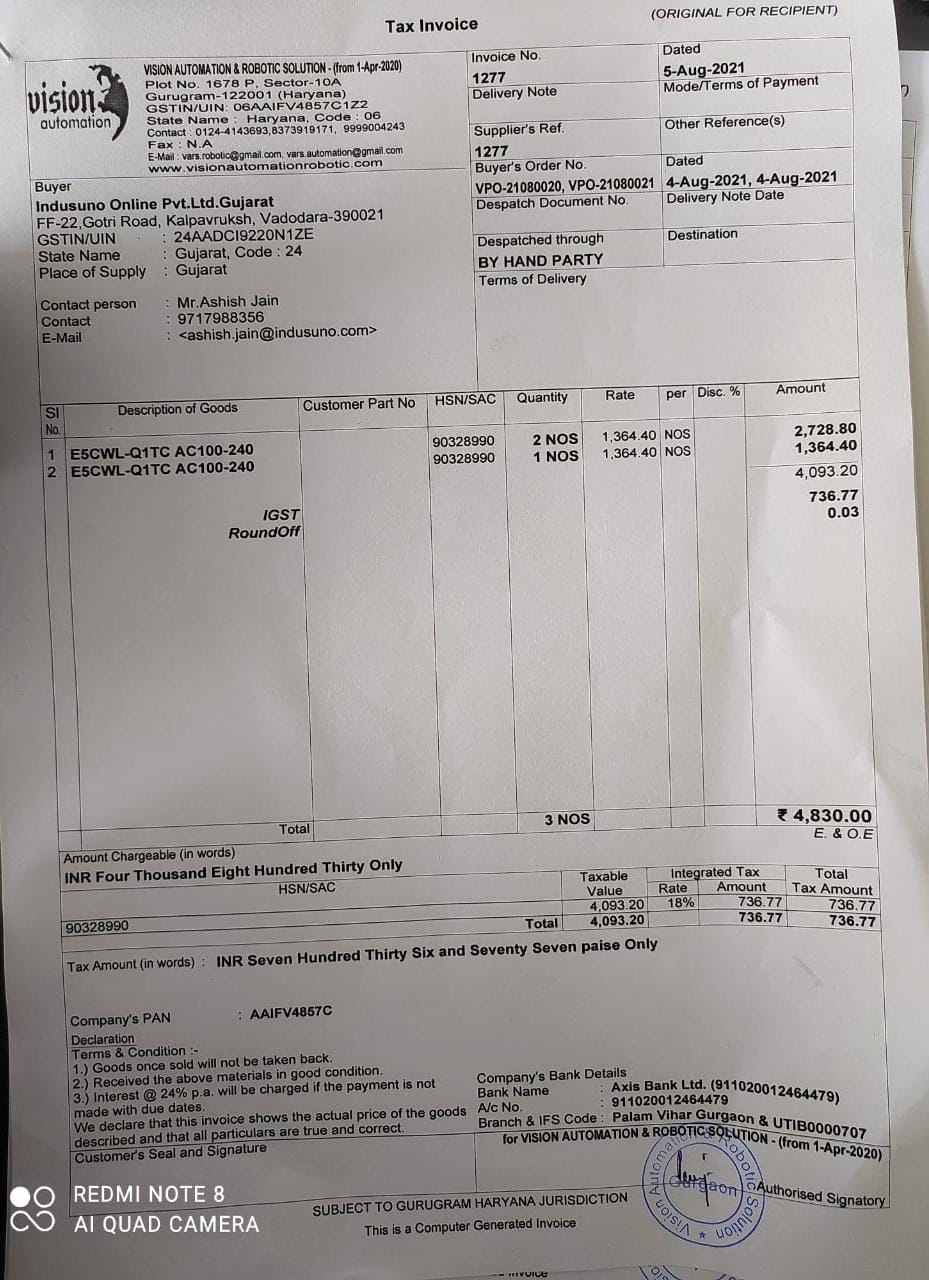 (ORIGINAL FOR RECIPIENT)
Tax Invoice
vision
automation
VISION AUTOMATION & ROBOTIC SOLUTION - (from 1-Apr-2020)
Plot No. 1678 P, Sector-10A
Gurugram-122001 (Haryana)
GSTIN/UIN: 06AAIFV4857C1Z2
State Name : Haryana, Code : 06
Contact : 0124-4143693,8373919171, 9999004243
Fax : N.A
E-Mail : vars.robotic@gmail.com, vars.automation@gmail.com
www.visionautomationrobotic.com
Invoice No.
1277
Dated
5-Aug-2021
Delivery Note
Mode/Terms of Payment
Supplier's Ref.
1277
Other Reference(s)
Buyer's Order No.
VPO-21080020, VPO-21080021
Dated
4-Aug-2021, 4-Aug-2021
Despatch Document No.
Delivery Note Date
Despatched through
BY HAND PARTY
Destination
Terms of Delivery
Buyer
Indusuno Online Pvt.Ltd.Gujarat
FF-22,Gotri Road, Kalpavruksh, Vadodara-390021
GSTIN/UIN : 24AADCI9220N1ZE
State Name : Gujarat, Code : 24
Place of Supply : Gujarat
Contact person : Mr.Ashish Jain
Contact : 9717988356
E-Mail : <ashish.jain@indusuno.com>
Sl No. Description of Goods Customer Part No HSN/SAC Quantity Rate per Disc. % Amount
1 E5CWL-Q1TC AC100-240 90328990 2 NOS 1,364.40 NOS 2,728.80
2 E5CWL-Q1TC AC100-240 90328990 1 NOS 1,364.40 NOS 1,364.40
4,093.20
IGST 736.77
RoundOff 0.03
Total 3 NOS ₹ 4,830.00
E. & O.E
Amount Chargeable (in words)
INR Four Thousand Eight Hundred Thirty Only
HSN/SAC Taxable Value Integrated Tax Rate Amount Total Tax Amount
90328990 4,093.20 18% 736.77 736.77
Total 4,093.20 736.77 736.77
Tax Amount (in words) : INR Seven Hundred Thirty Six and Seventy Seven paise Only
Company's PAN : AAIFV4857C
Declaration
Terms & Condition :-
1.) Goods once sold will not be taken back.
2.) Received the above materials in good condition.
3.) Interest @ 24% p.a. will be charged if the payment is not
made with due dates.
We declare that this invoice shows the actual price of the goods
described and that all particulars are true and correct.
Company's Bank Details
Bank Name : Axis Bank Ltd. (911020012464479)
A/c No. : 911020012464479
Branch & IFS Code : Palam Vihar Gurgaon & UTIB0000707
Customer's Seal and Signature
for VISION AUTOMATION & ROBOTIC SOLUTION - (from 1-Apr-2020)
Vision Automation & Robotic Solution
Gurgaon
Authorised Signatory
SUBJECT TO GURUGRAM HARYANA JURISDICTION
This is a Computer Generated Invoice
REDMI NOTE 8
AI QUAD CAMERA